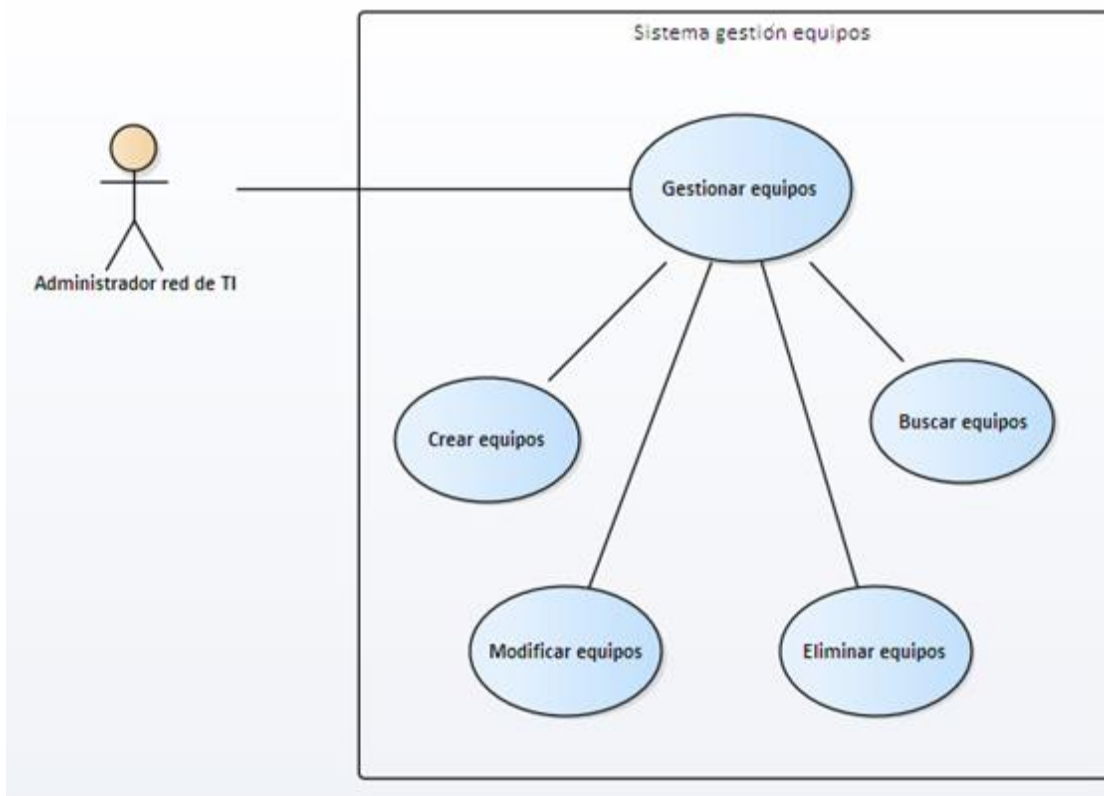 Sistema gestión equipos
Gestionar equipos
Administrador red de TI
Crear equipos
Buscar equipos
Modificar equipos
Eliminar equipos